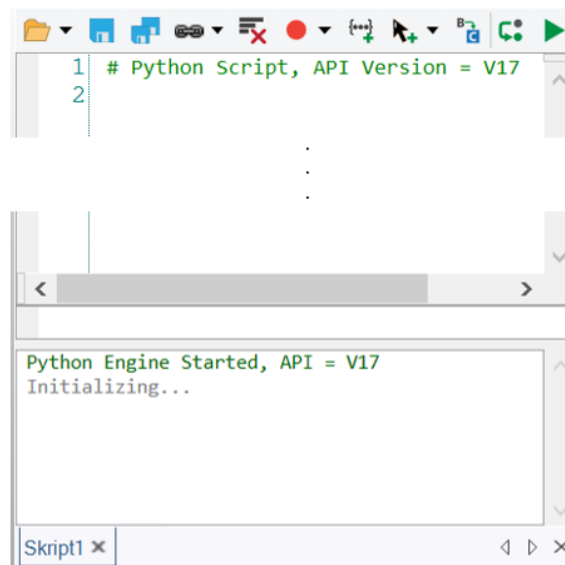 1 # Python Script, API Version = V17
2
.
.
.
Python Engine Started, API = V17
Initializing...
Skript1